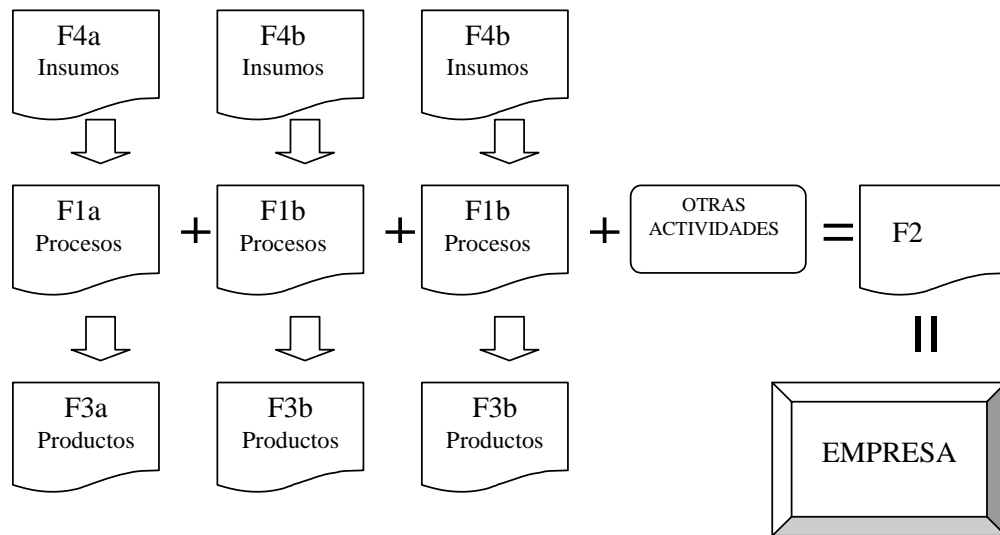 F4a
Insumos
F4b
Insumos
F4b
Insumos
F1a
Procesos
+
F1b
Procesos
+
F1b
Procesos
+
OTRAS
ACTIVIDADES
=
F2
=
F3a
Productos
F3b
Productos
F3b
Productos
EMPRESA